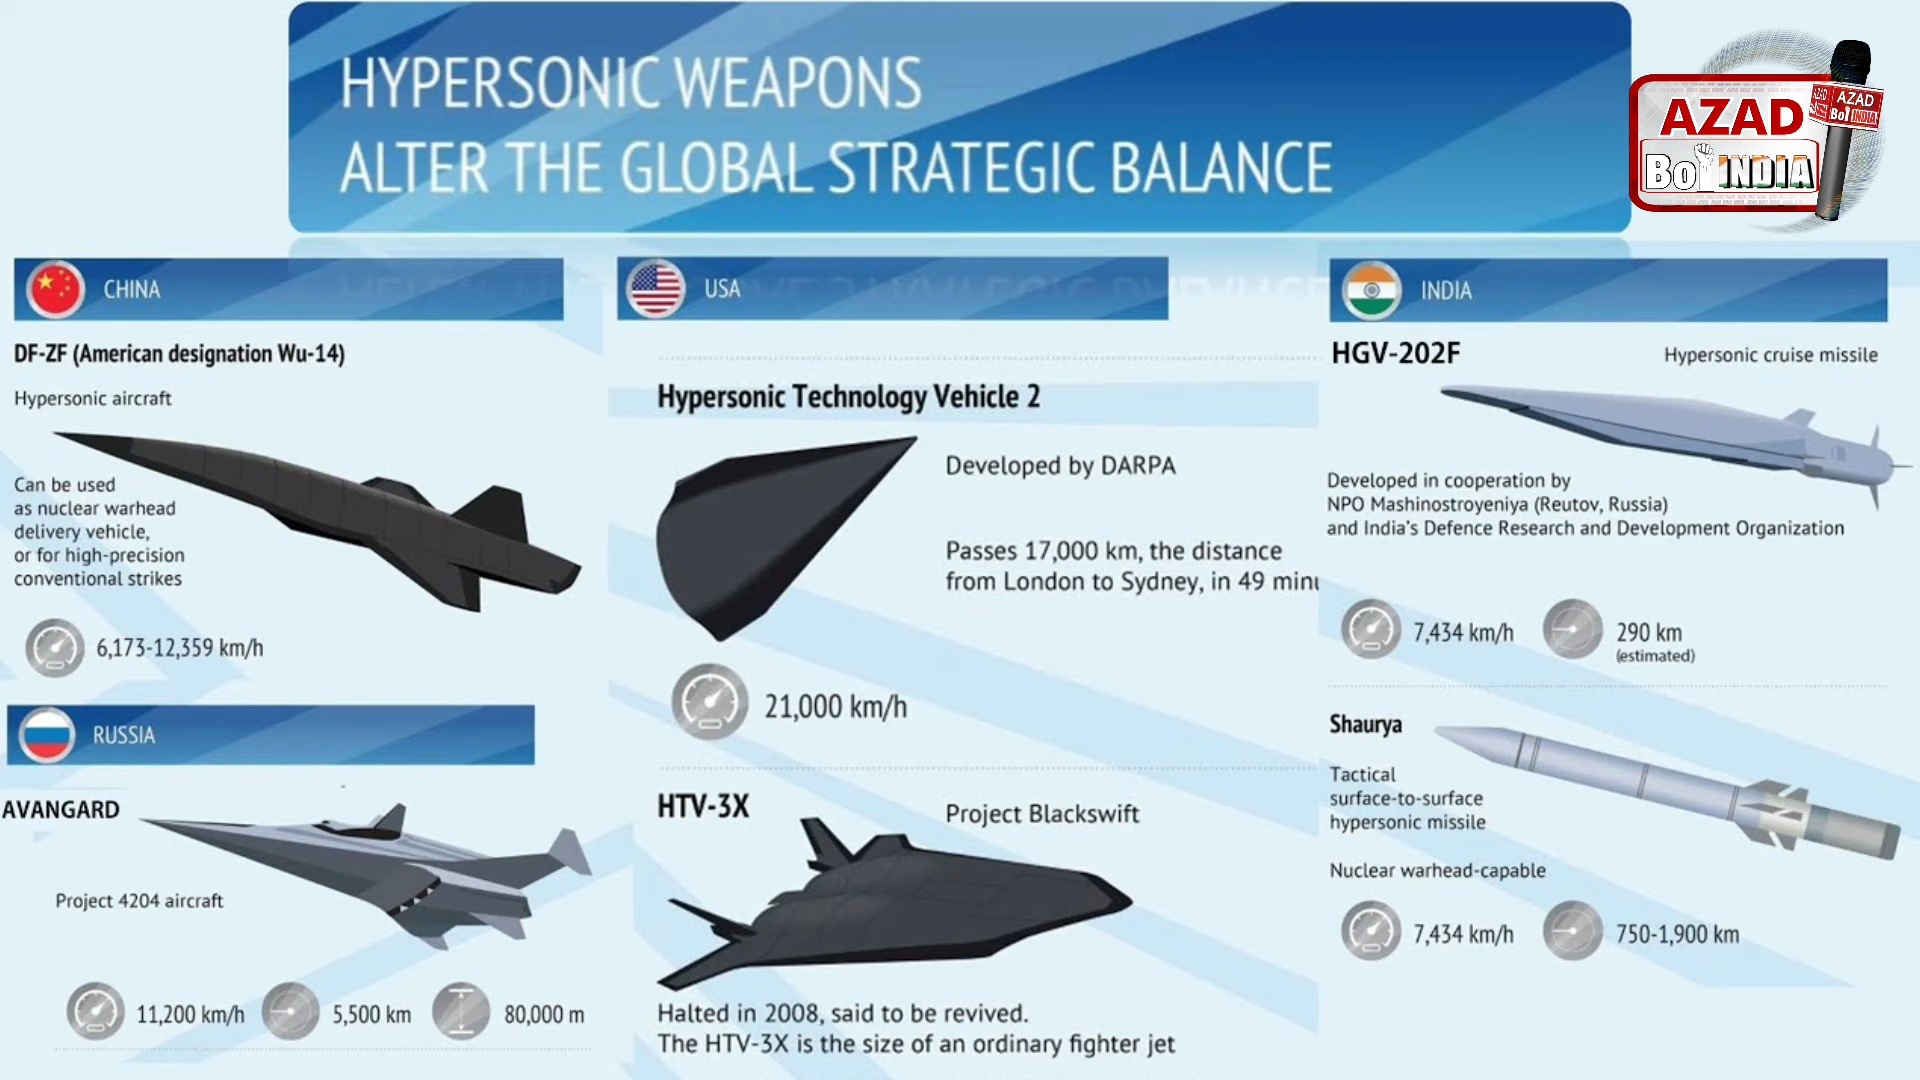 HYPERSONIC WEAPONS
ALTER THE GLOBAL STRATEGIC BALANCE
AZAD
Bol INDIA
AZAD
Bol INDIA
CHINA
DF-ZF (American designation Wu-14)
Hypersonic aircraft
Can be used
as nuclear warhead
delivery vehicle,
or for high-precision
conventional strikes
6,173-12,359 km/h
RUSSIA
AVANGARD
Project 4204 aircraft
11,200 km/h
5,500 km
80,000 m
USA
Hypersonic Technology Vehicle 2
Developed by DARPA
Passes 17,000 km, the distance
from London to Sydney, in 49 minu
21,000 km/h
HTV-3X
Project Blackswift
Halted in 2008, said to be revived.
The HTV-3X is the size of an ordinary fighter jet
INDIA
HGV-202F
Hypersonic cruise missile
Developed in cooperation by
NPO Mashinostroyeniya (Reutov, Russia)
and India's Defence Research and Development Organization
7,434 km/h
290 km
(estimated)
Shaurya
Tactical
surface-to-surface
hypersonic missile
Nuclear warhead-capable
7,434 km/h
750-1,900 km